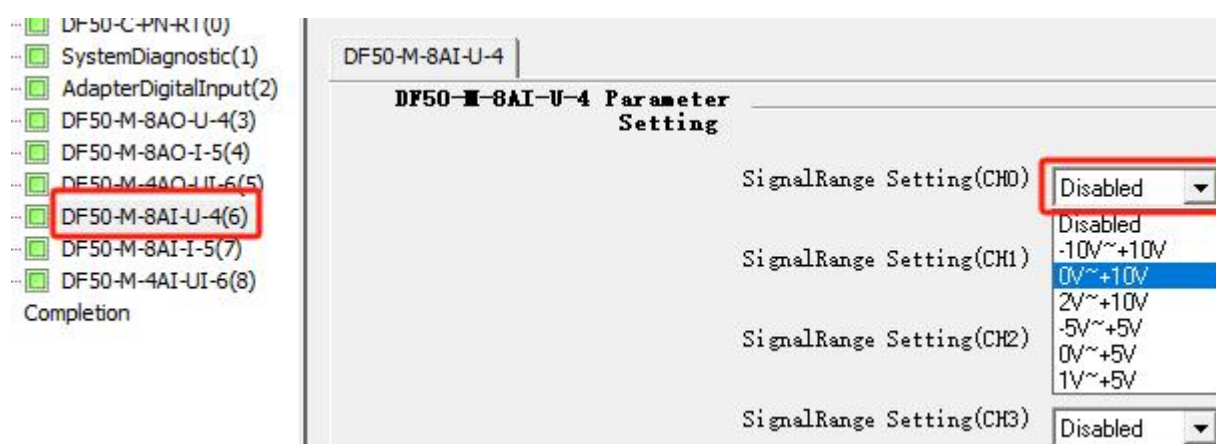 DF50-C-PN-RT(0)
SystemDiagnostic(1)
AdapterDigitalInput(2)
DF50-M-8AO-U-4(3)
DF50-M-8AO-I-5(4)
DF50-M-4AO-UI-6(5)
DF50-M-8AI-U-4(6)
DF50-M-8AI-I-5(7)
DF50-M-4AI-UI-6(8)
Completion
DF50-M-8AI-U-4
DF50-M-8AI-U-4 Parameter
Setting
SignalRange Setting(CH0)
Disabled
Disabled
-10V~+10V
0V~+10V
2V~+10V
-5V~+5V
0V~+5V
1V~+5V
SignalRange Setting(CH1)
SignalRange Setting(CH2)
SignalRange Setting(CH3)
Disabled